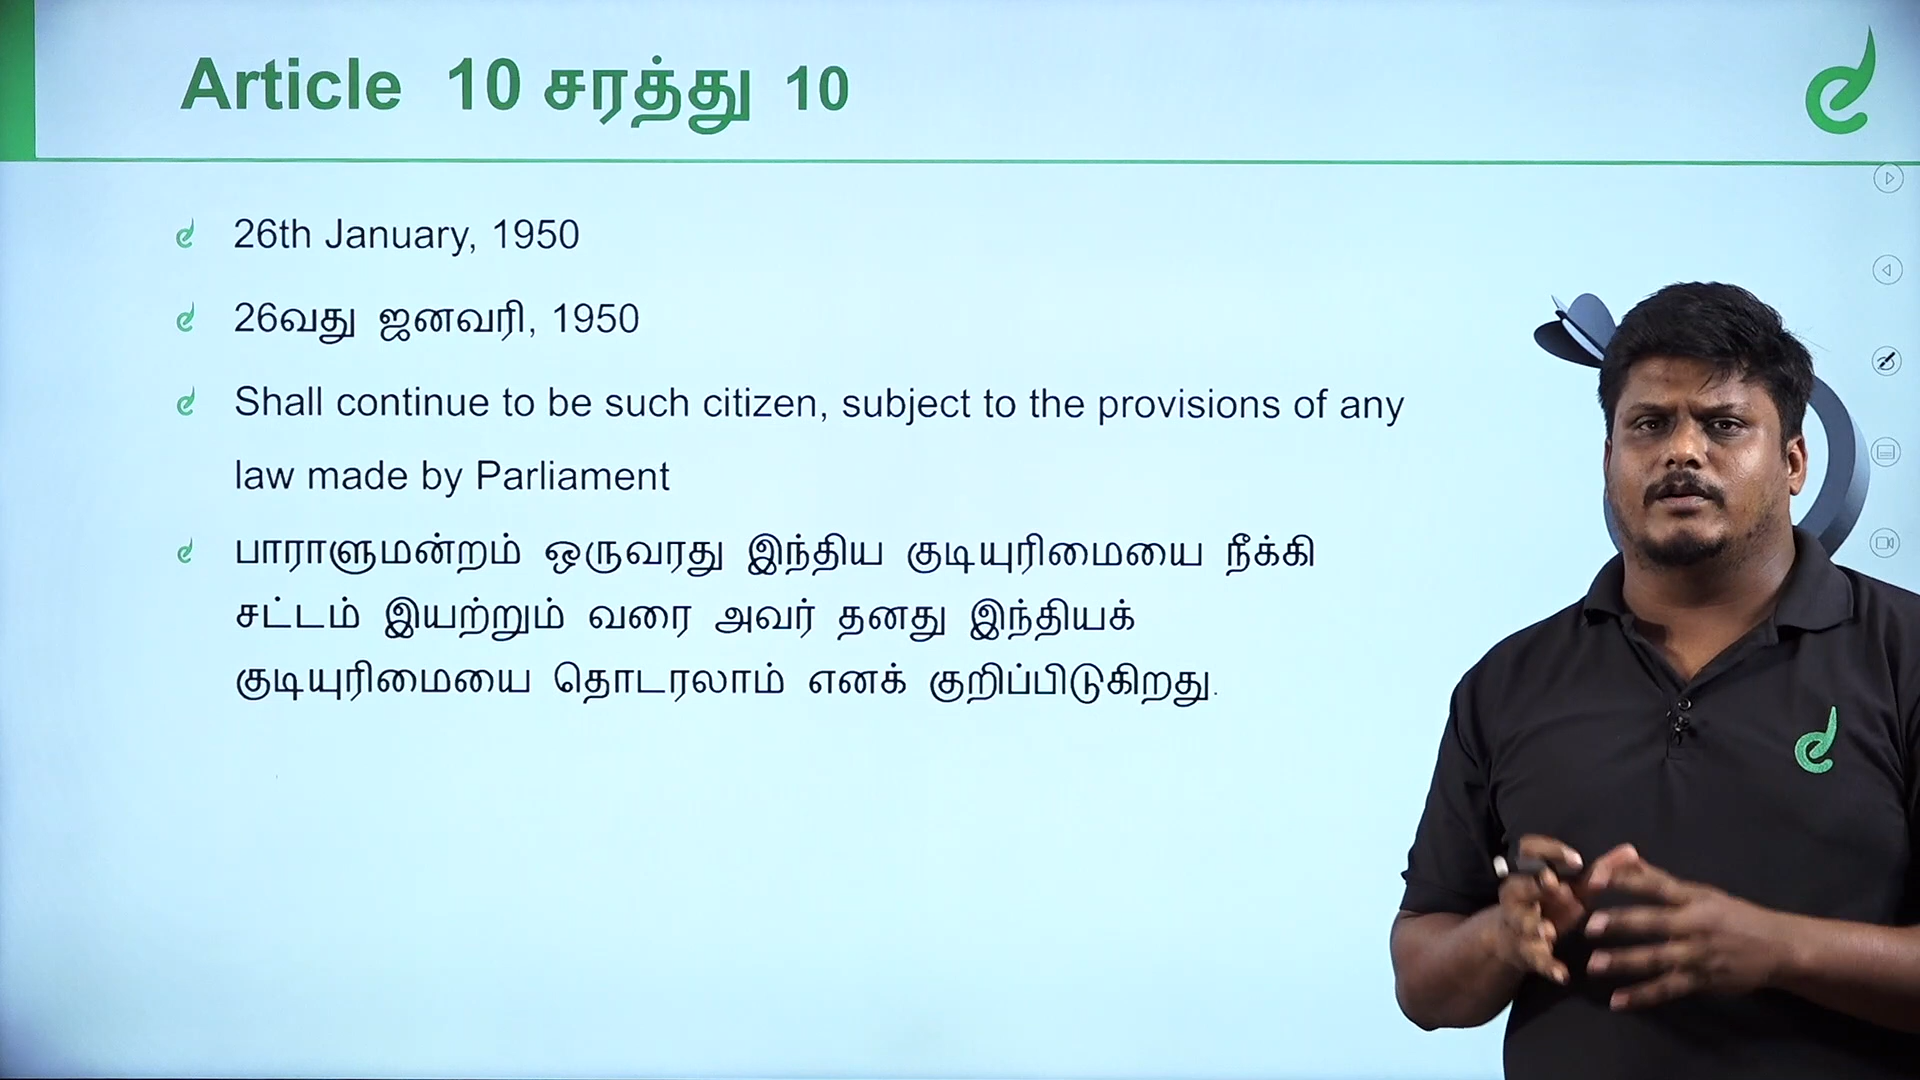 Article 10 சரத்து 10
26th January, 1950
26வது ஜனவரி, 1950
Shall continue to be such citizen, subject to the provisions of any
law made by Parliament
பாராளுமன்றம் ஒருவரது இந்திய குடியுரிமையை நீக்கி
சட்டம் இயற்றும் வரை அவர் தனது இந்தியக்
குடியுரிமையை தொடரலாம் எனக் குறிப்பிடுகிறது.